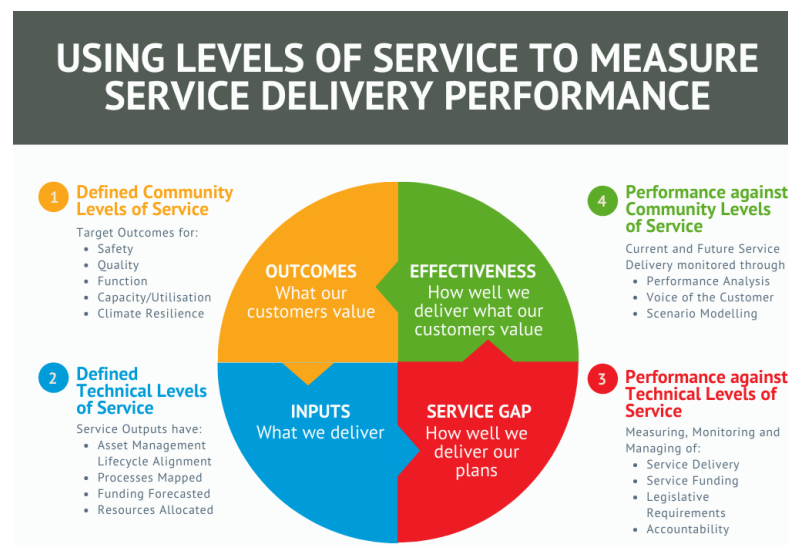 USING LEVELS OF SERVICE TO MEASURE
SERVICE DELIVERY PERFORMANCE
1
Defined Community
Levels of Service
Target Outcomes for:
• Safety
• Quality
• Function
• Capacity/Utilisation
• Climate Resilience
OUTCOMES
What our
customers value
EFFECTIVENESS
How well we
deliver what our
customers value
4
Performance against
Community Levels
of Service
Current and Future Service
Delivery monitored through
• Performance Analysis
• Voice of the Customer
• Scenario Modelling
2
Defined
Technical Levels
of Service
Service Outputs have:
• Asset Management
Lifecycle Alignment
• Processes Mapped
• Funding Forecasted
• Resources Allocated
INPUTS
What we deliver
SERVICE GAP
How well we
deliver our
plans
3
Performance against
Technical Levels of
Service
Measuring, Monitoring and
Managing of:
• Service Delivery
• Service Funding
• Legislative
Requirements
• Accountability